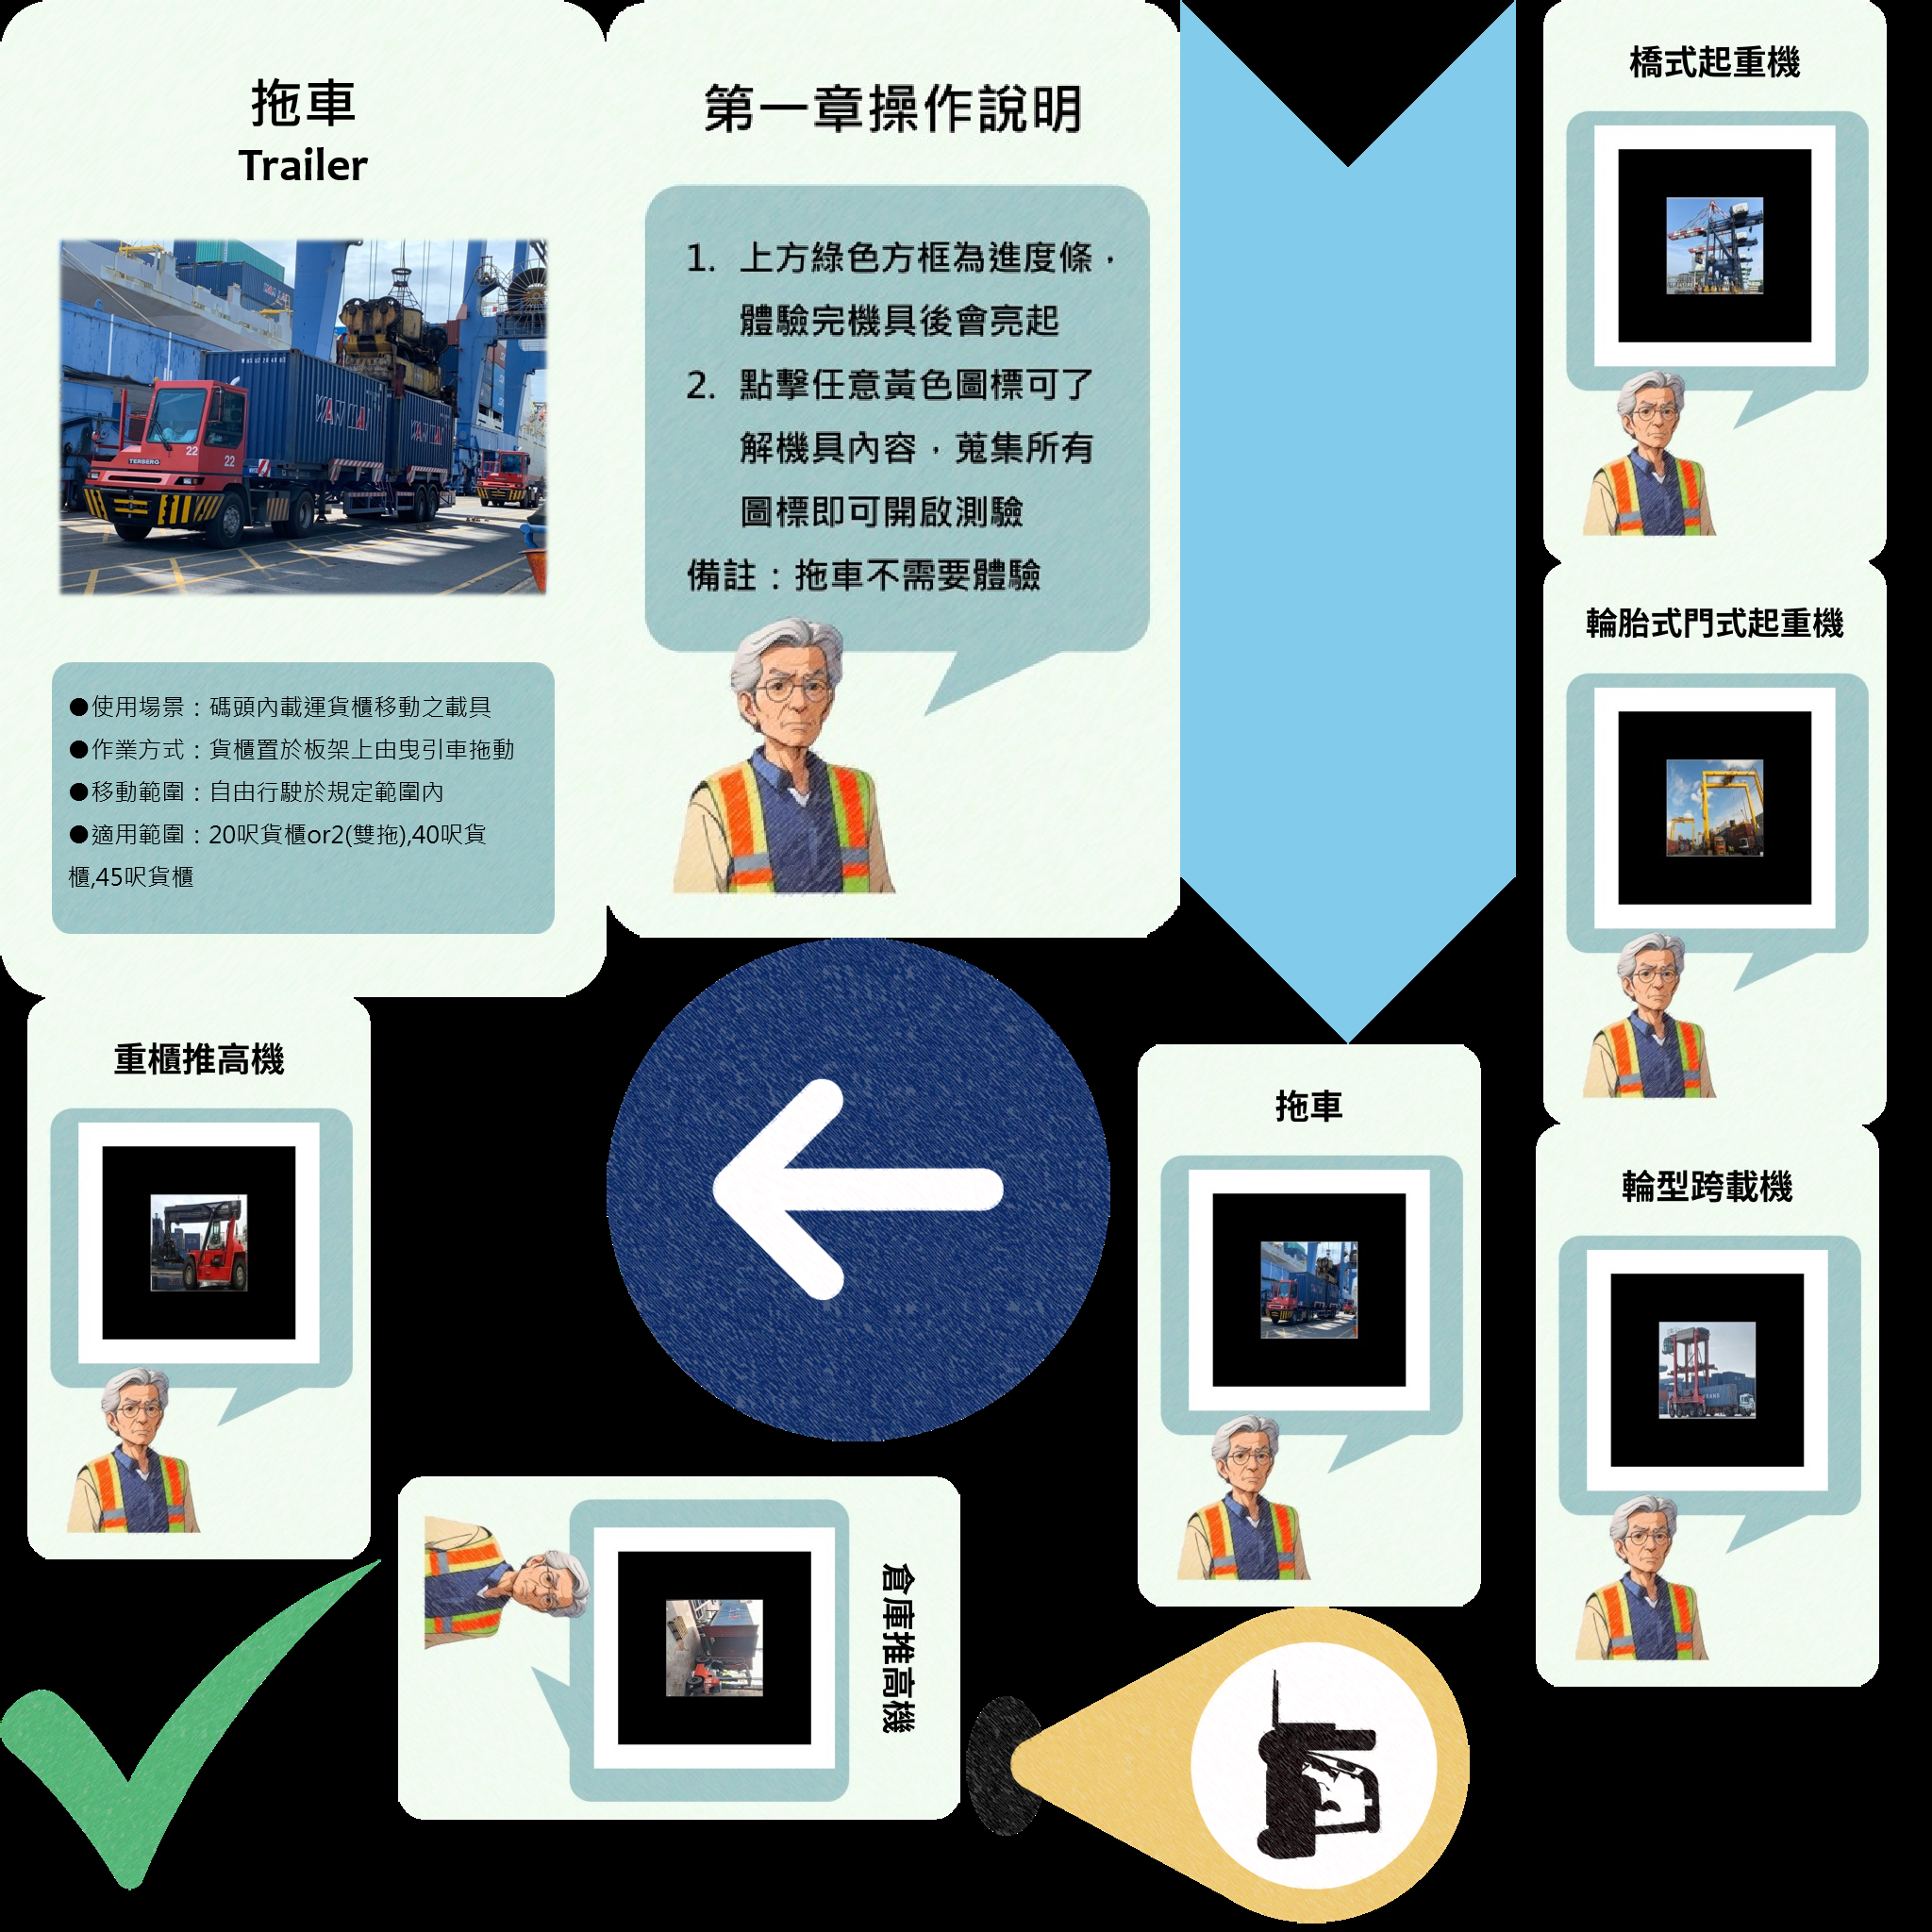 拖車
Trailer
TERBERG
22
22
●使用場景：碼頭內載運貨櫃移動之載具
●作業方式：貨櫃置於板架上由曳引車拖動
●移動範圍：自由行駛於規定範圍內
●適用範圍：20呎貨櫃or2(雙拖),40呎貨
櫃,45呎貨櫃
第一章操作說明
1. 上方綠色方框為進度條，
體驗完機具後會亮起
2. 點擊任意黃色圖標可了
解機具內容，蒐集所有
圖標即可開啟測驗
備註：拖車不需要體驗
橋式起重機
輪胎式門式起重機
輪型跨載機
拖車
重櫃推高機
倉庫推高機